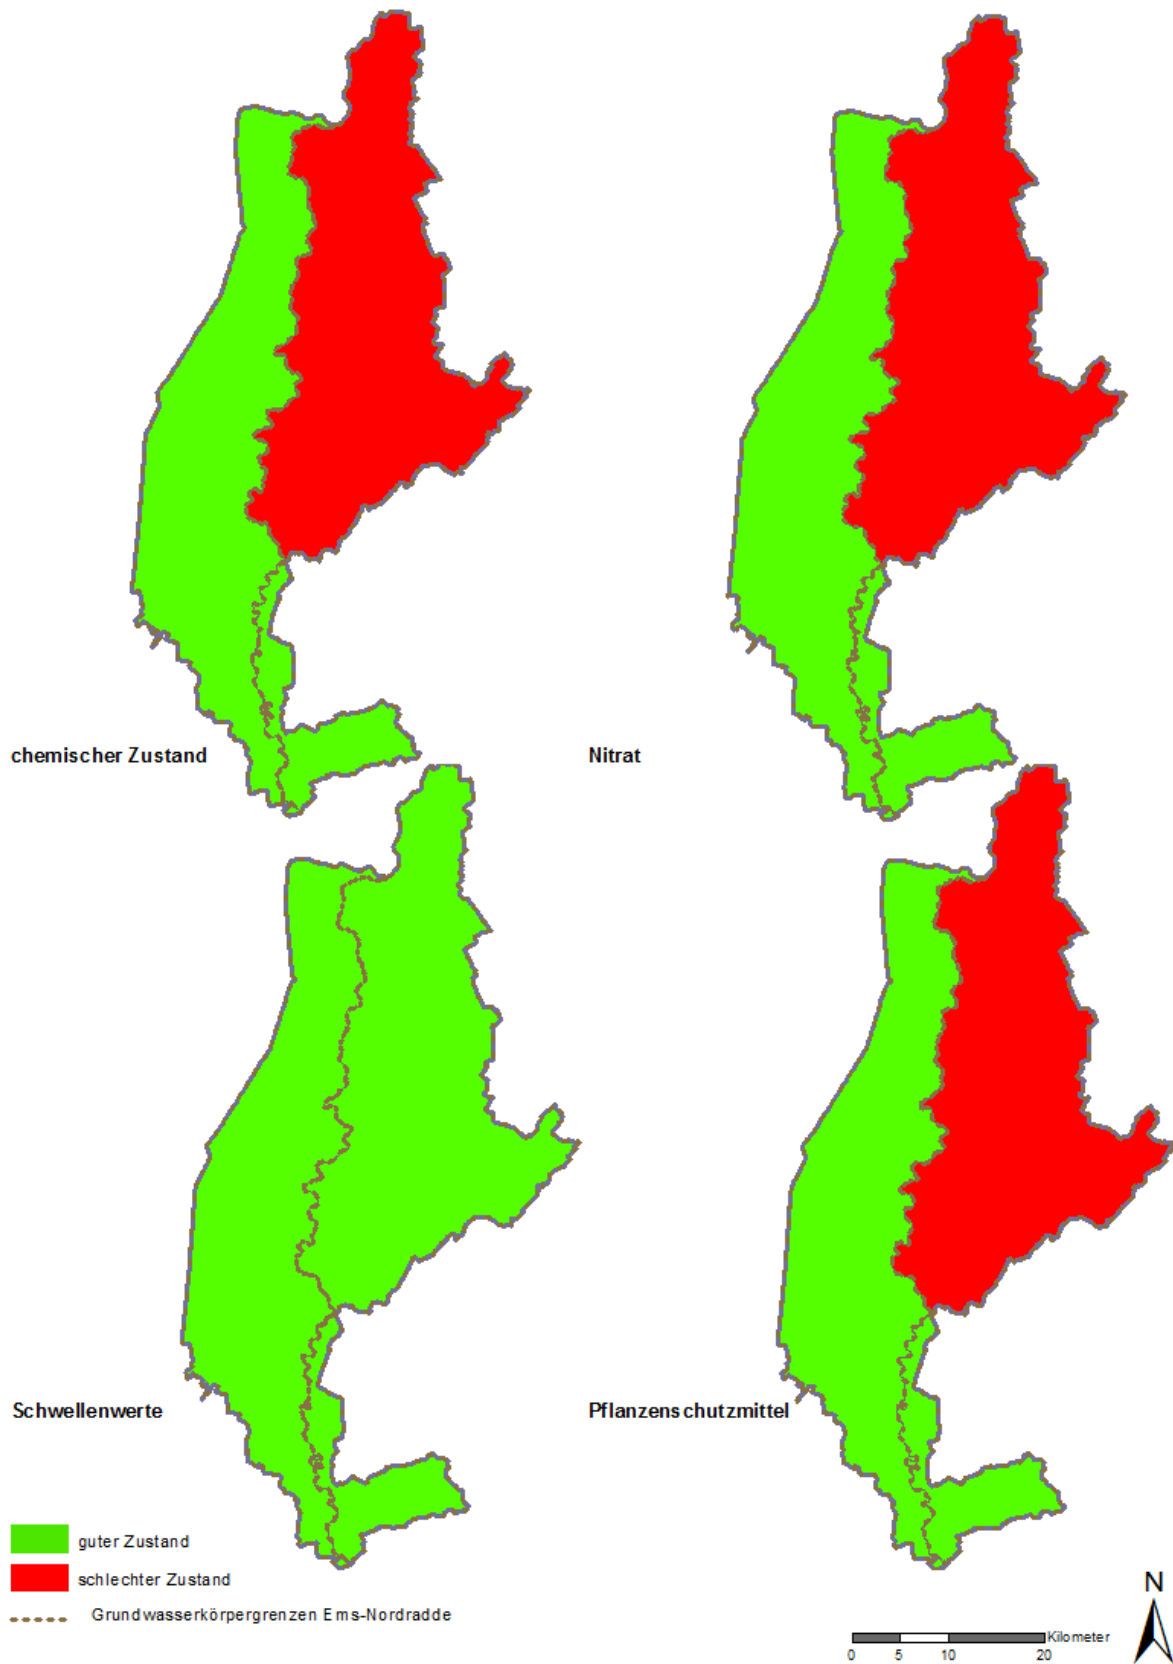 chemischer Zustand
Nitrat
Schwellenwerte
Pflanzenschutzmittel
guter Zustand
schlechter Zustand
Grundwasserkörpergrenzen Ems-Nordradde
N
Kilometer
0 5 10 20